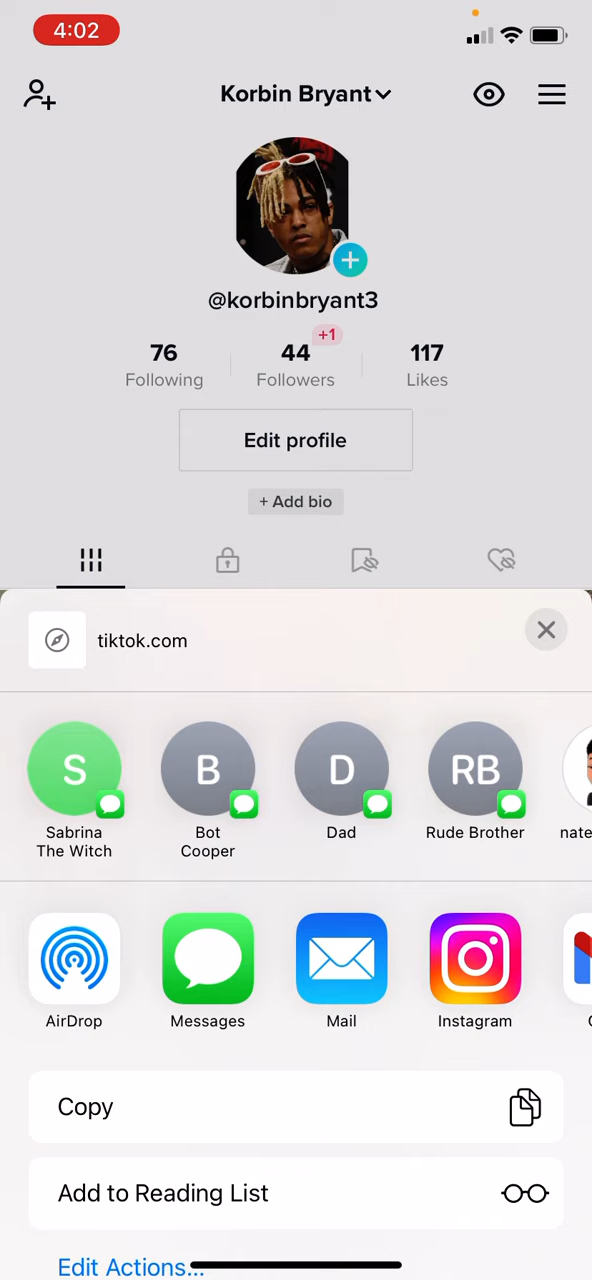 4:02
Korbin Bryant
@korbinbryant3
+1
76
44
117
Following
Followers
Likes
Edit profile
+ Add bio
tiktok.com
S
B
D
RB
Sabrina
The Witch
Bot
Cooper
Dad
Rude Brother
nate
AirDrop
Messages
Mail
Instagram
Copy
Add to Reading List
Edit Actions...